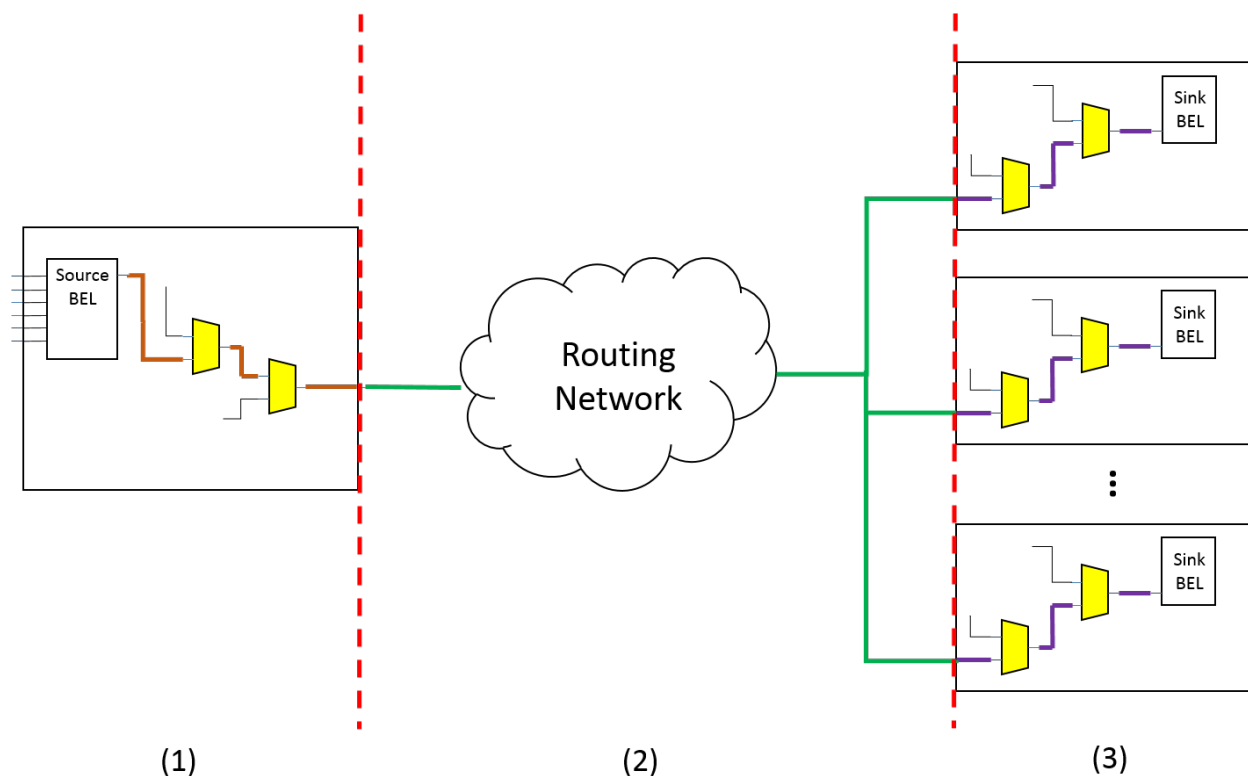 Sink
BEL
Source
BEL
Sink
BEL
Routing
Network
...
Sink
BEL
(1)
(2)
(3)